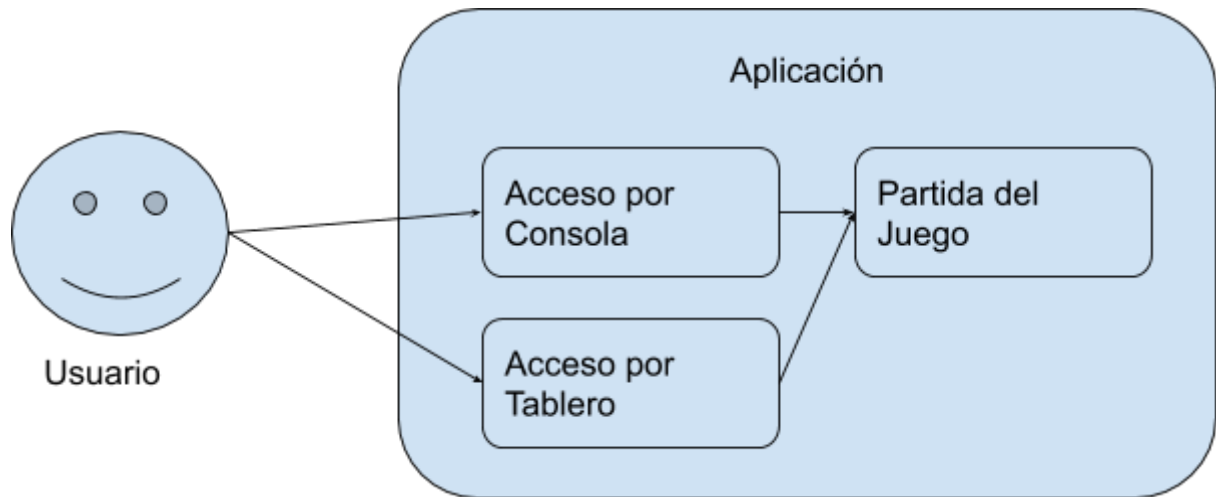 Aplicación
Acceso por
Consola
Partida del
Juego
Acceso por
Tablero
Usuario